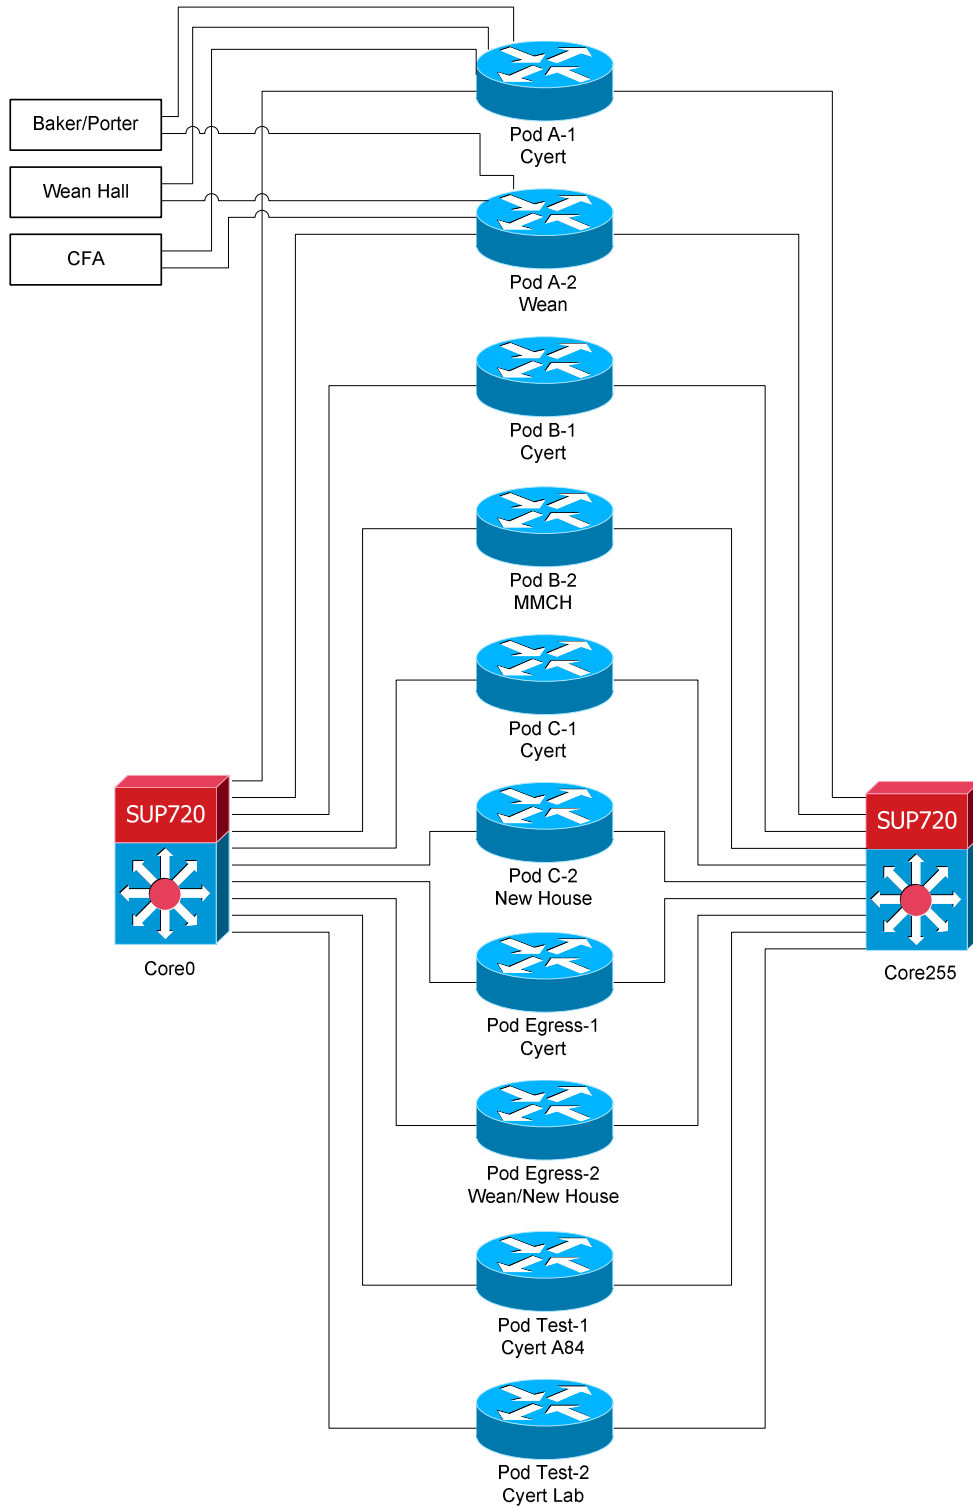 Baker/Porter
Wean Hall
CFA
Pod A-1
Cyert
Pod A-2
Wean
Pod B-1
Cyert
Pod B-2
MMCH
Pod C-1
Cyert
SUP720
Core0
Pod C-2
New House
SUP720
Core255
Pod Egress-1
Cyert
Pod Egress-2
Wean/New House
Pod Test-1
Cyert A84
Pod Test-2
Cyert Lab